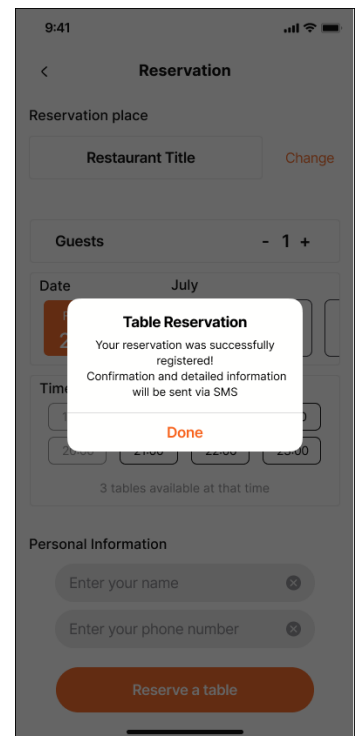 9:41
Reservation
Reservation place
Restaurant Title
Change
Guests
- 1 +
Date
July
Table Reservation
Your reservation was successfully
registered!
Confirmation and detailed information
will be sent via SMS
Done
20:00
21:00
22:00
23:00
3 tables available at that time
Personal Information
Enter your name
Enter your phone number
Reserve a table